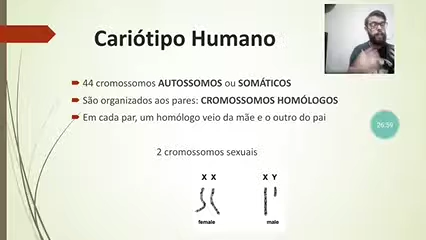 Cariótipo Humano
44 cromossomos AUTOSSOMOS ou SOMÁTICOS
São organizados aos pares: CROMOSSOMOS HOMÓLOGOS
Em cada par, um homólogo veio da mãe e o outro do pai
26:59
2 cromossomos sexuais
X X X Y
female male